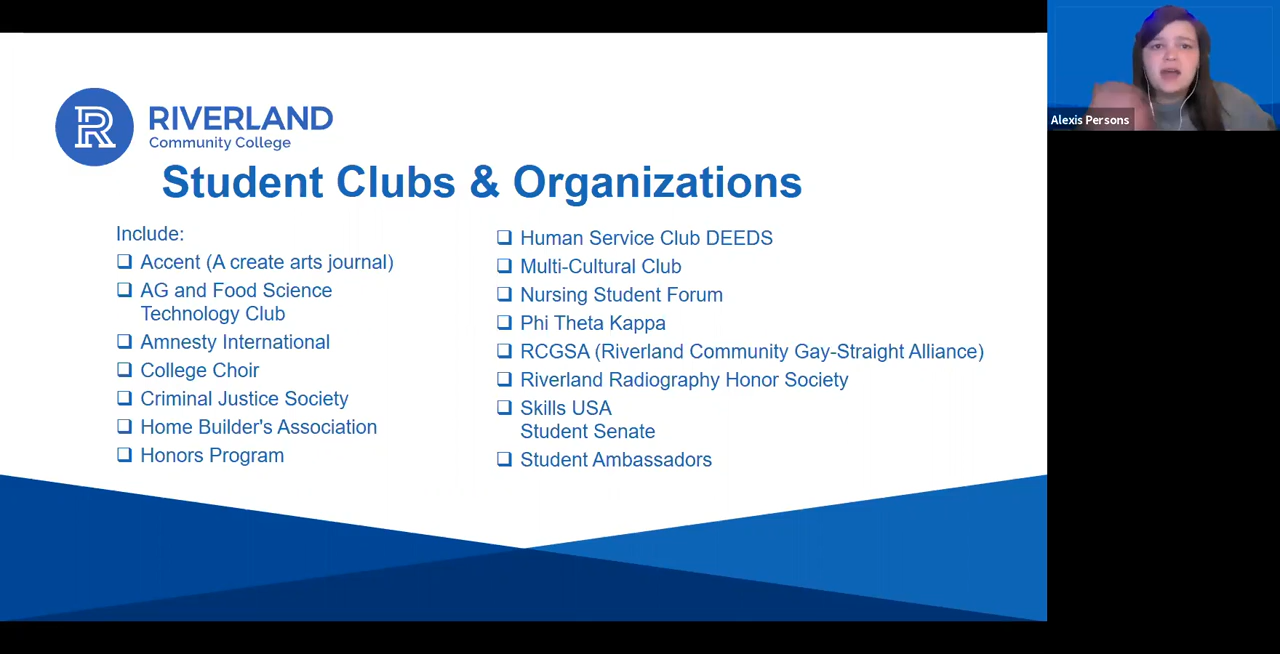 RIVERLAND
Community College
Student Clubs & Organizations
Include:
Accent (A create arts journal)
AG and Food Science
Technology Club
Amnesty International
College Choir
Criminal Justice Society
Home Builder's Association
Honors Program
Human Service Club DEEDS
Multi-Cultural Club
Nursing Student Forum
Phi Theta Kappa
RCGSA (Riverland Community Gay-Straight Alliance)
Riverland Radiography Honor Society
Skills USA
Student Senate
Student Ambassadors
Alexis Persons